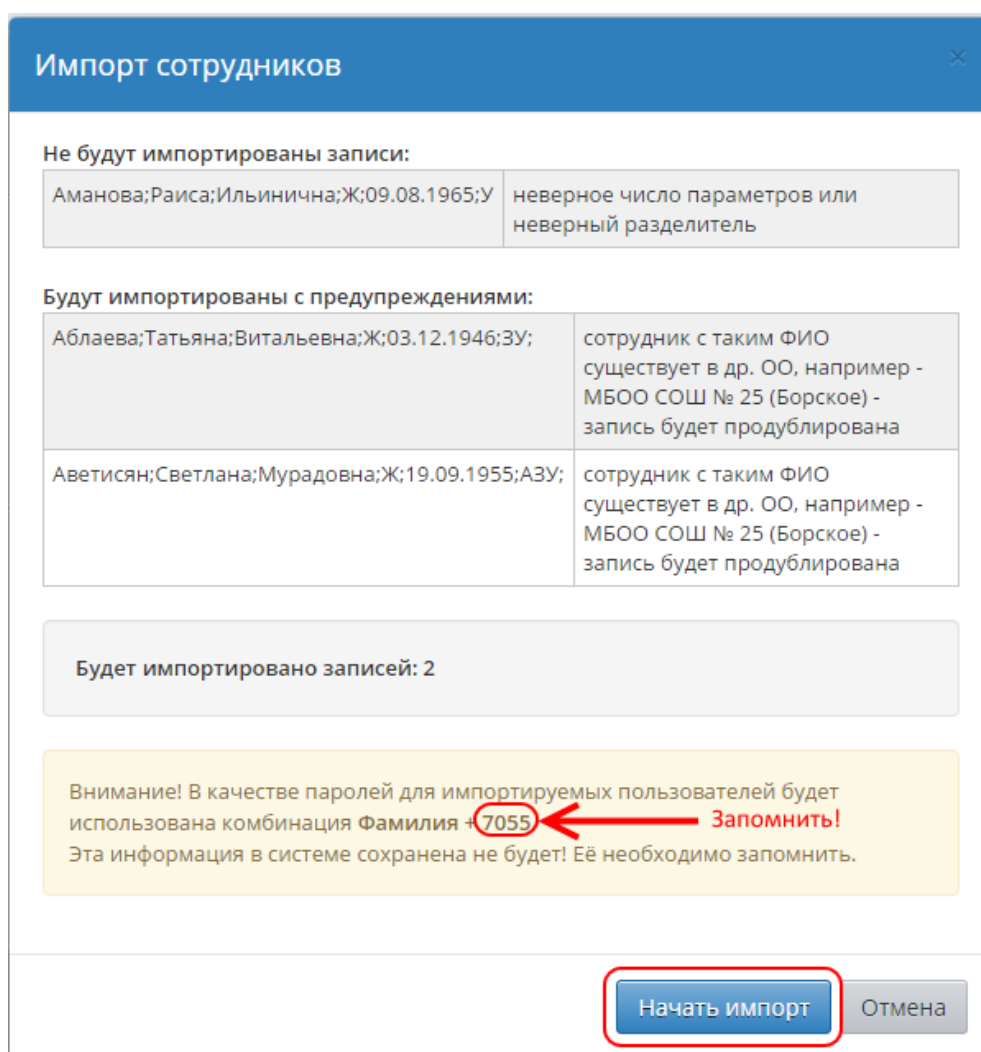 Импорт сотрудников
×
Не будут импортированы записи:
Аманова;Раиса;Ильинична;Ж;09.08.1965;У
неверное число параметров или
неверный разделитель
Будут импортированы с предупреждениями:
Аблаева;Татьяна;Витальевна;Ж;03.12.1946;ЗУ;
сотрудник с таким ФИО
существует в др. ОО, например -
МБОО СОШ № 25 (Борское) -
запись будет продублирована
Аветисян;Светлана;Мурадовна;Ж;19.09.1955;АЗУ;
сотрудник с таким ФИО
существует в др. ОО, например -
МБОО СОШ № 25 (Борское) -
запись будет продублирована
Будет импортировано записей: 2
Внимание! В качестве паролей для импортируемых пользователей будет
использована комбинация Фамилия + 7055
Запомнить!
Эта информация в системе сохранена не будет! Её необходимо запомнить.
Начать импорт
Отмена